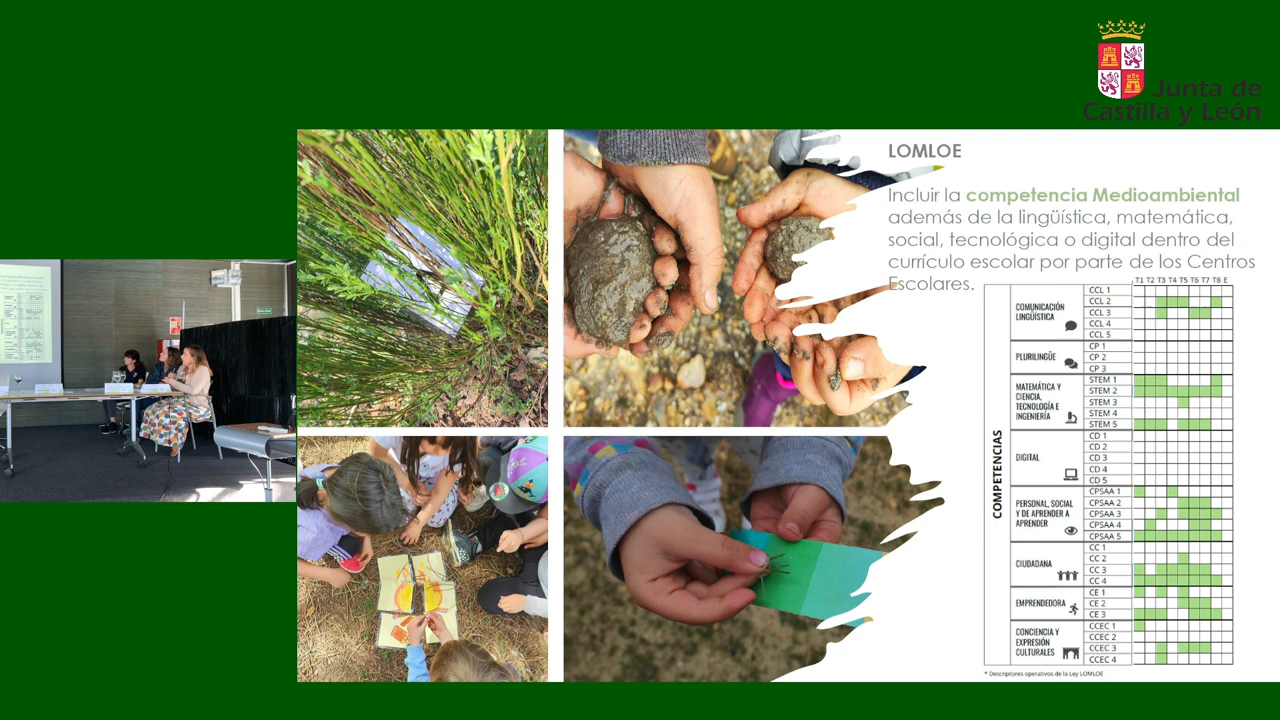 Junta de
Castilla y León
LOMLOE
Incluir la competencia Medioambiental
además de la lingüística, matemática,
social, tecnológica o digital dentro del
currículo escolar por parte de los Centros
Escolares.
T1 T2 T3 T4 T5 T6 T7 T8 E
COMPETENCIAS
COMUNICACIÓN
LINGÜÍSTICA
CCL 1
CCL 2
CCL 3
CCL 4
CCL 5
PLURILINGÜE
CP 1
CP 2
CP 3
MATEMÁTICA Y
CIENCIA,
TECNOLOGÍA E
INGENIERÍA
STEM 1
STEM 2
STEM 3
STEM 4
STEM 5
DIGITAL
CD 1
CD 2
CD 3
CD 4
CD 5
PERSONAL, SOCIAL
Y DE APRENDER A
APRENDER
CPSAA 1
CPSAA 2
CPSAA 3
CPSAA 4
CPSAA 5
CIUDADANA
CC 1
CC 2
CC 3
CC 4
EMPRENDEDORA
CE 1
CE 2
CE 3
CONCIENCIA Y
EXPRESIÓN
CULTURALES
CCEC 1
CCEC 2
CCEC 3
CCEC 4
* Descriptores operativos de la Ley LOMLOE